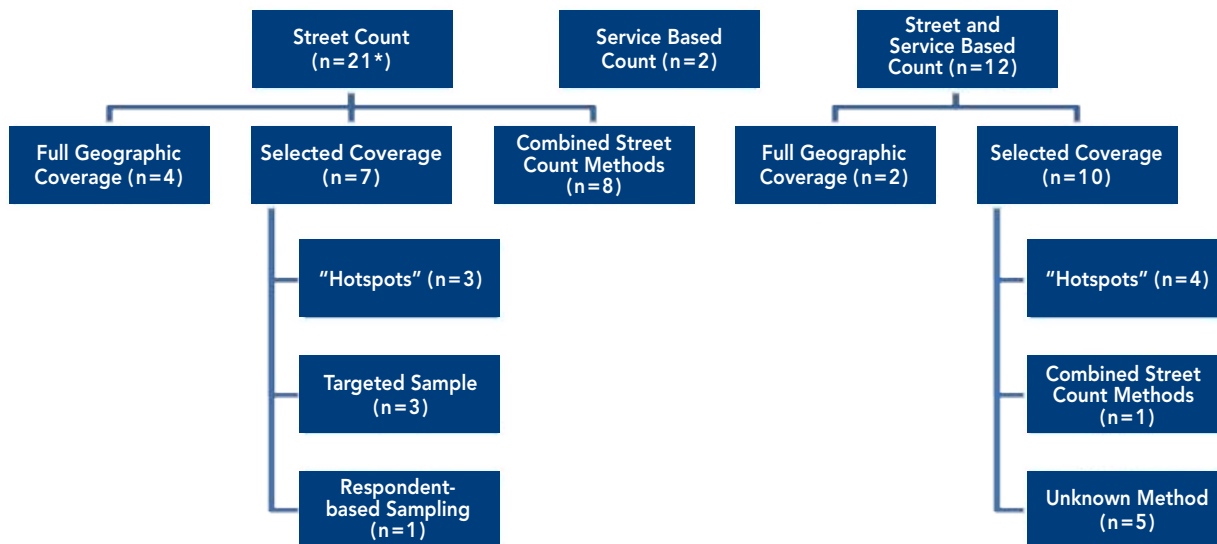 Street Count
(n=21*)
Service Based
Count (n=2)
Street and
Service Based
Count (n=12)
Full Geographic
Coverage (n=4)
Selected Coverage
(n=7)
Combined Street
Count Methods
(n=8)
Full Geographic
Coverage (n=2)
Selected Coverage
(n=10)
"Hotspots" (n=3)
Targeted Sample
(n=3)
Respondent-
based Sampling
(n=1)
"Hotspots" (n=4)
Combined Street
Count Methods
(n=1)
Unknown Method
(n=5)